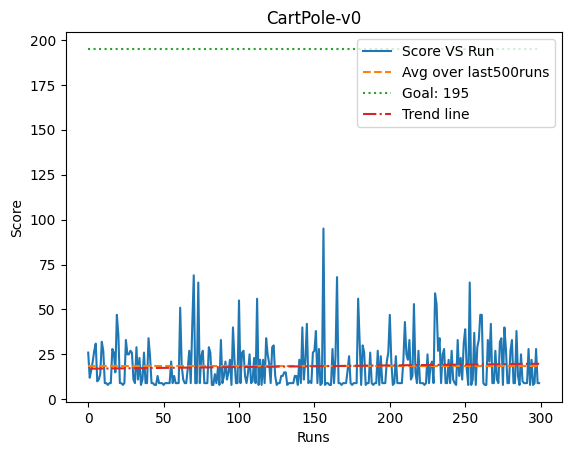 CartPole-v0
200
175
150
125
100
75
50
25
0
Score
Score VS Run
Avg over last500runs
Goal: 195
Trend line
0
50
100
150
200
250
300
Runs